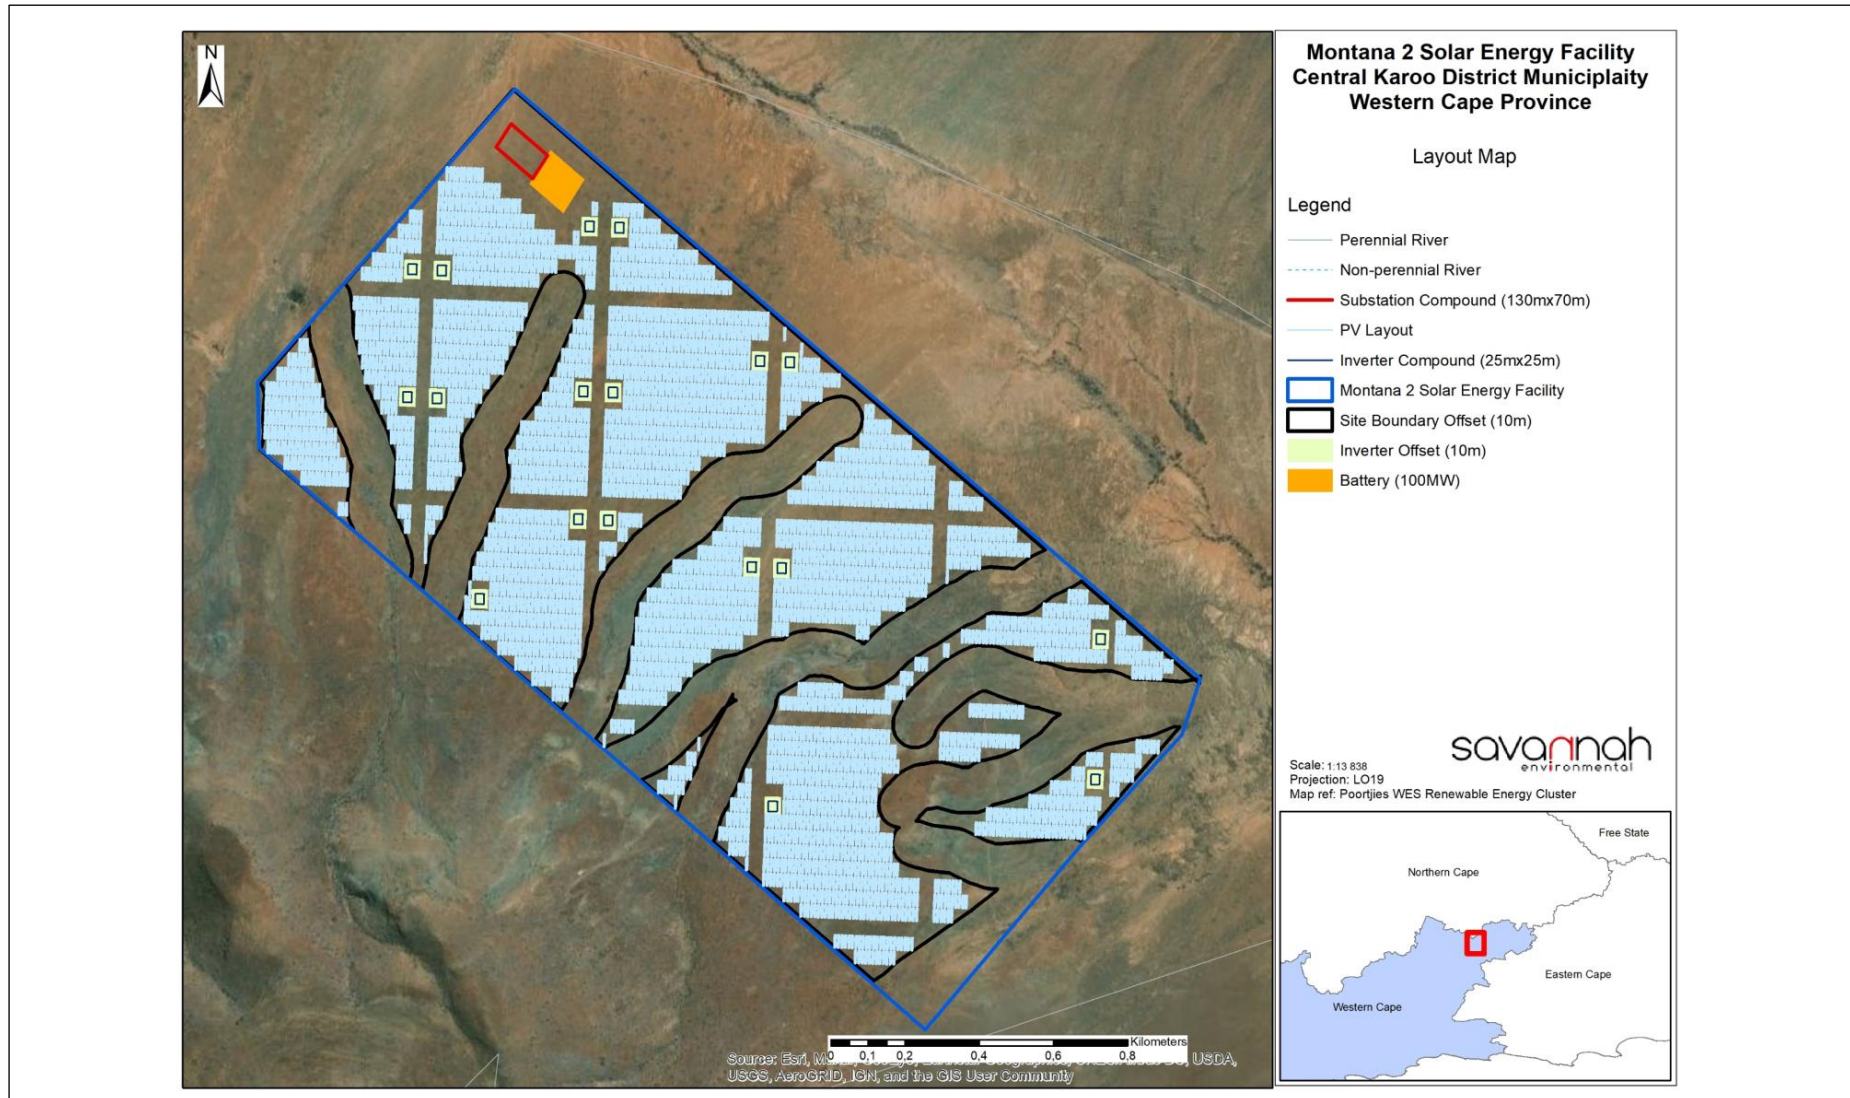 N
Montana 2 Solar Energy Facility
Central Karoo District Municiplaity
Western Cape Province
Layout Map
Legend
Perennial River
Non-perennial River
Substation Compound (130mx70m)
PV Layout
Inverter Compound (25mx25m)
Montana 2 Solar Energy Facility
Site Boundary Offset (10m)
Inverter Offset (10m)
Battery (100MW)
savannah
environmental
Scale: 1:13 838
Projection: LO19
Map ref: Poortjies WES Renewable Energy Cluster
Free State
Northern Cape
Eastern Cape
Western Cape
Kilometers
0 0,1 0,2 0,4 0,6 0,8
Source: Esri, USDA,
USGS, AeroGRID, IGN, and the GIS User Community